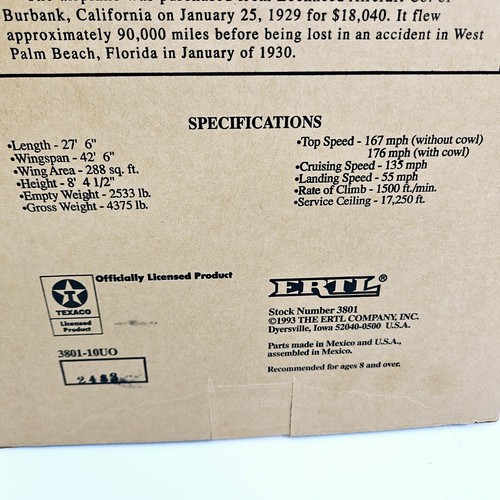 Burbank, California on January 25, 1929 for $18,040. It flew
approximately 90,000 miles before being lost in an accident in West
Palm Beach, Florida in January of 1930.
SPECIFICATIONS
•Length - 27' 6"
•Wingspan - 42' 6"
•Wing Area - 288 sq. ft.
•Height - 8' 4 1/2"
•Empty Weight - 2533 lb.
•Gross Weight - 4375 lb.
•Top Speed - 167 mph (without cowl)
176 mph (with cowl)
•Cruising Speed - 135 mph
•Landing Speed - 55 mph
•Rate of Climb - 1500 ft./min.
•Service Ceiling - 17,250 ft.
Officially Licensed Product
T
TEXACO
Licensed
Product
3801-10UO
ERTL®
Stock Number 3801
©1993 THE ERTL COMPANY, INC.
Dyersville, Iowa 52040-0500 U.S.A.
Parts made in Mexico and U.S.A.,
assembled in Mexico.
Recommended for ages 8 and over.